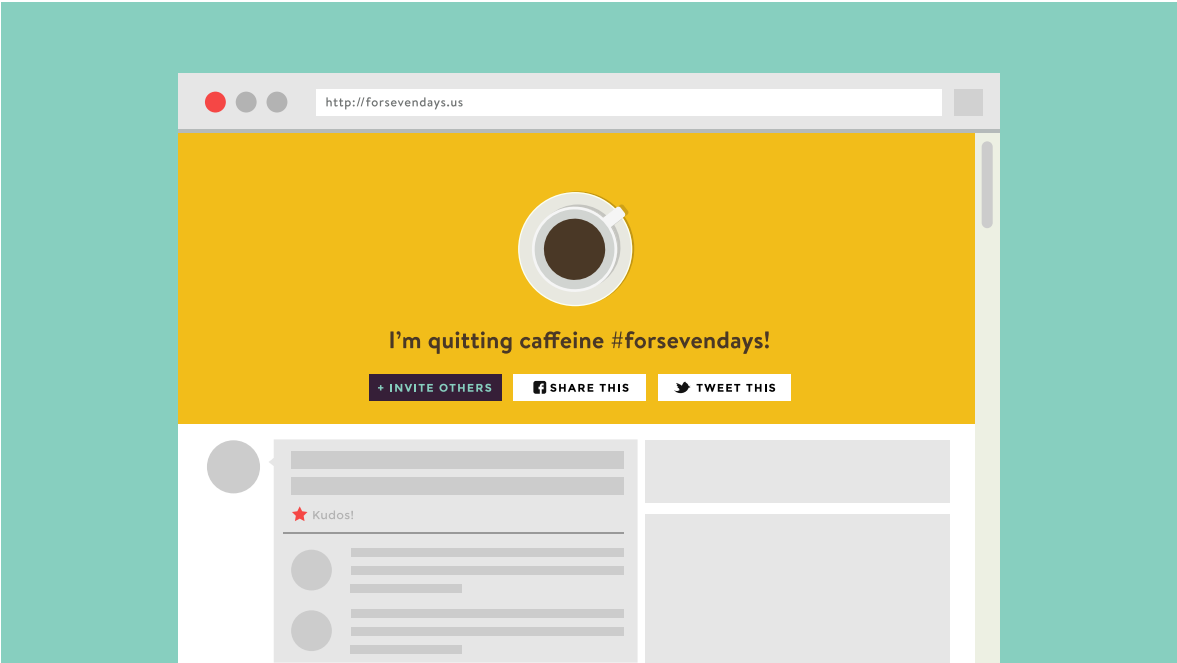 http://forsevendays.us
I’m quitting caffeine #forsevendays!
+ INVITE OTHERS
SHARE THIS
TWEET THIS
Kudos!